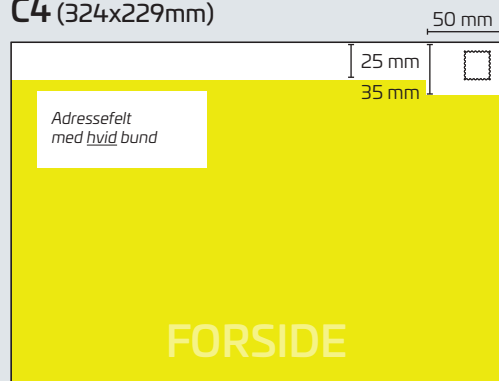 C4 (324x229mm)
50 mm
25 mm
35 mm
Adressefelt
med hvid bund
FORSIDE